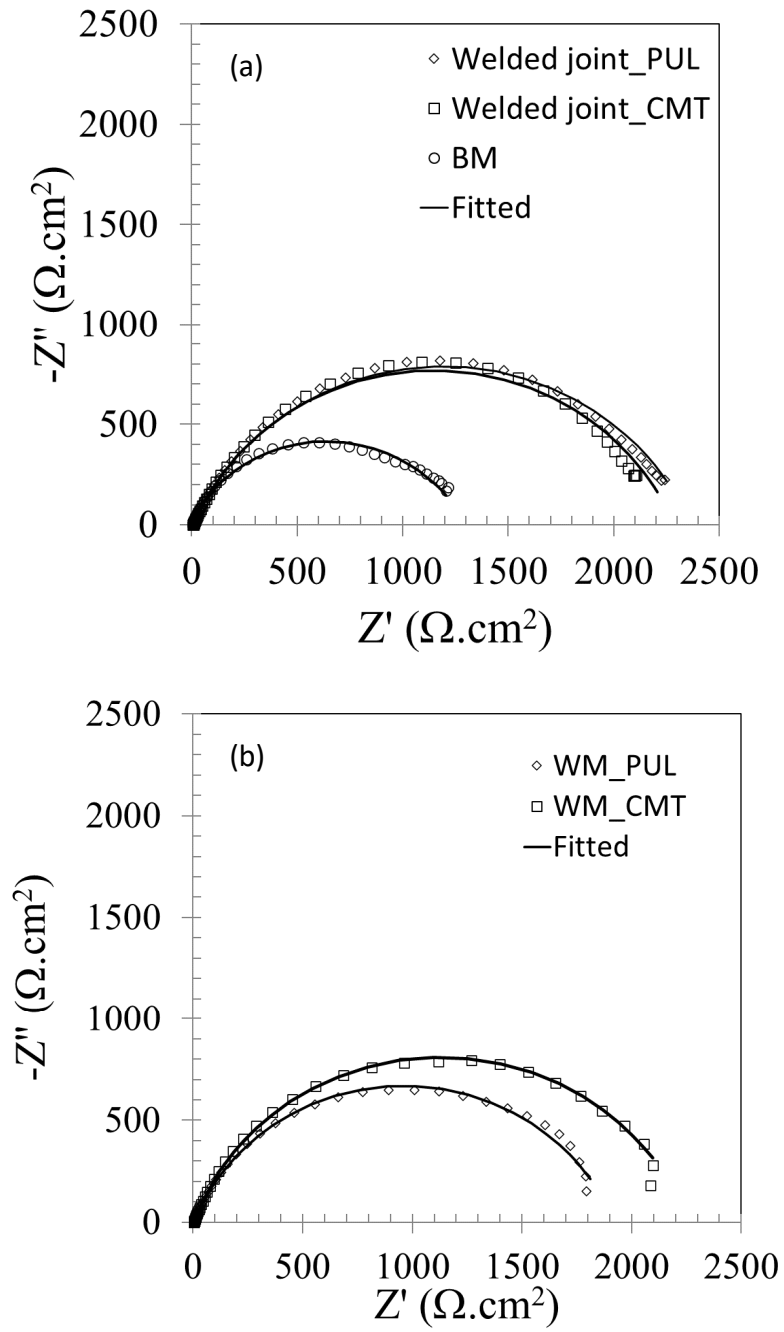 2500
(a)
Welded joint_PUL
2000
Welded joint_CMT
BM
1500
Fitted
-Z" (Ω.cm²)
1000
500
0
0 500 1000 1500 2000 2500
Z' (Ω.cm²)
2500
(b)
WM_PUL
2000
WM_CMT
Fitted
1500
-Z" (Ω.cm²)
1000
500
0
0 500 1000 1500 2000 2500
Z' (Ω.cm²)